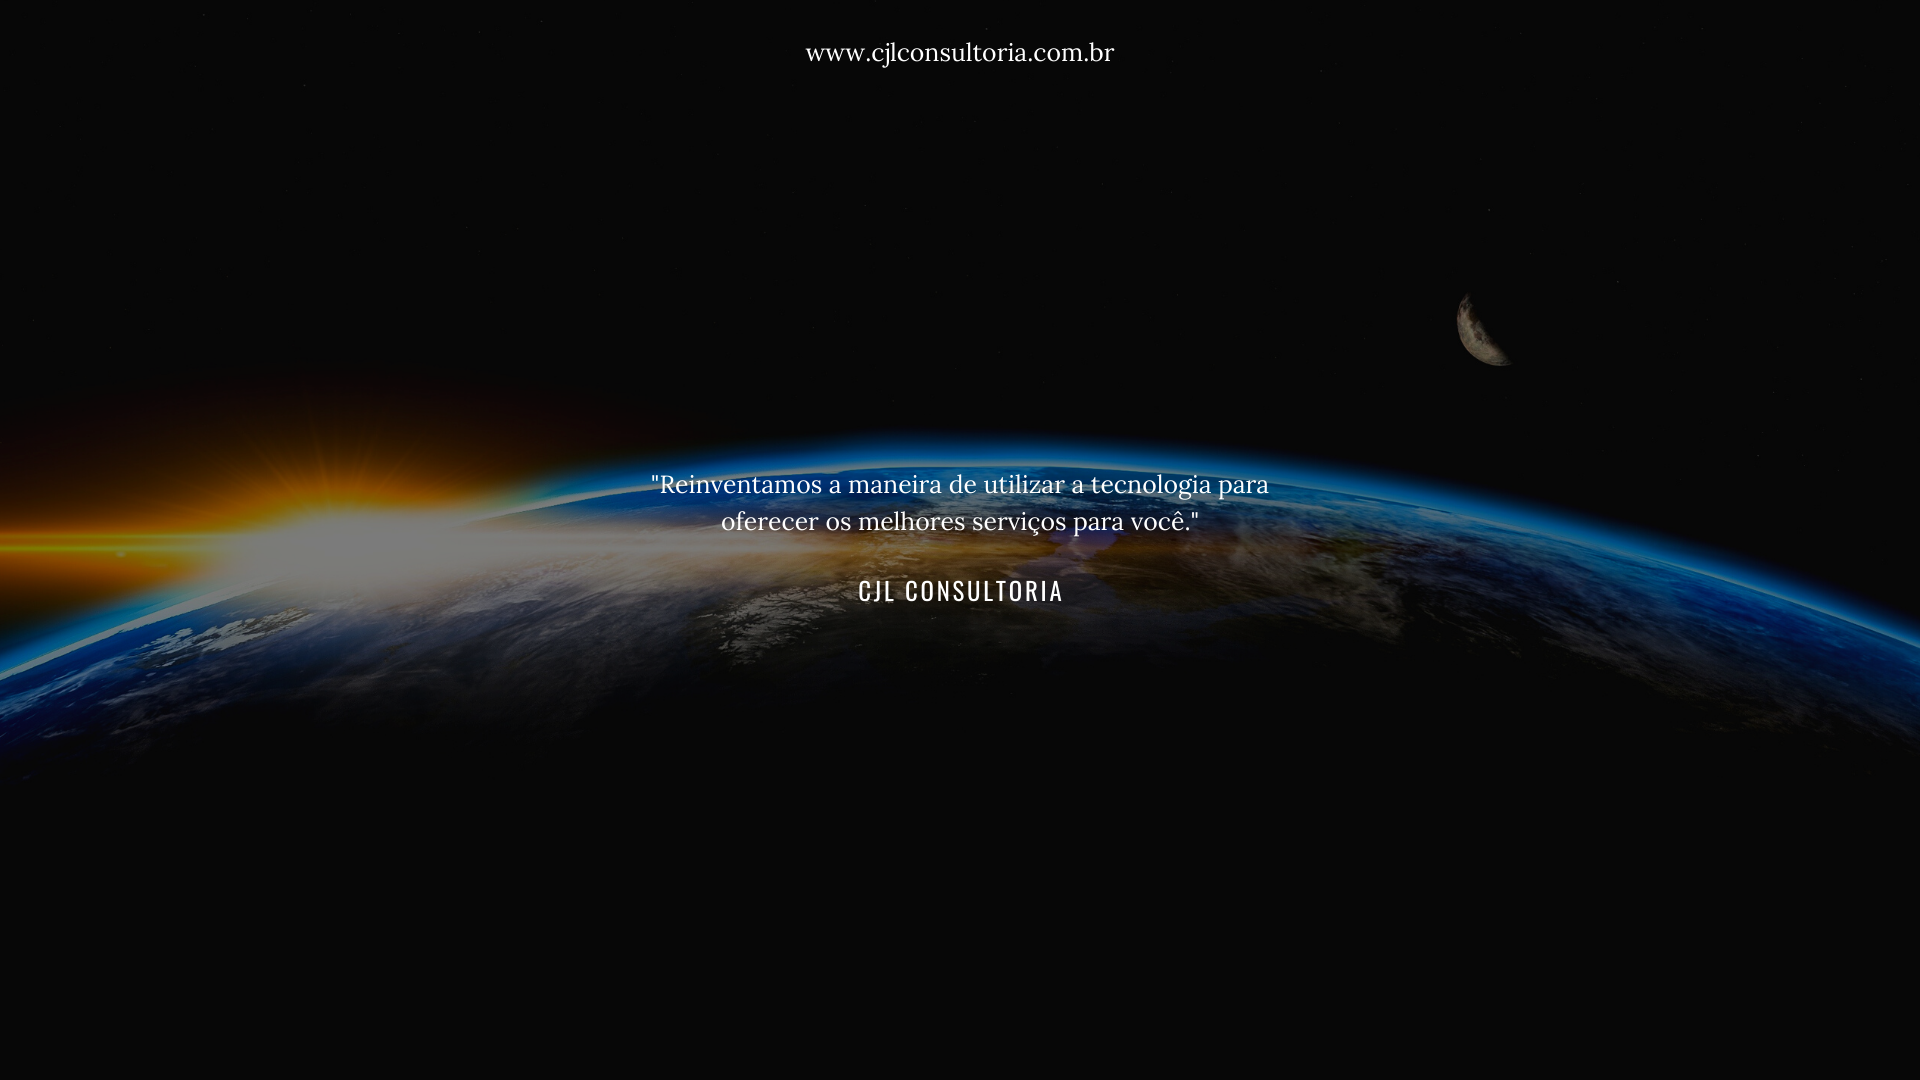 www.cjlconsultoria.com.br
"Reinventamos a maneira de utilizar a tecnologia para
oferecer os melhores serviços para você."
CJL CONSULTORIA